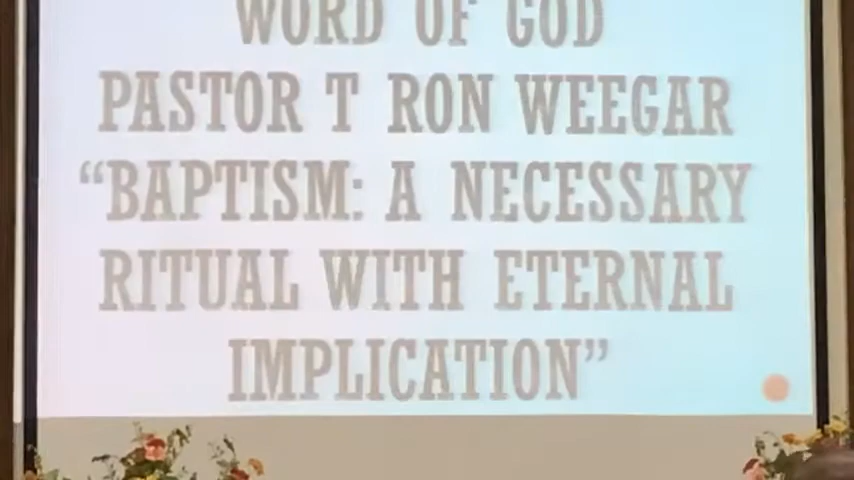 WORD OF GOD
PASTOR T RON WEEGAR
“BAPTISM: A NECESSARY
RITUAL WITH ETERNAL
IMPLICATION”